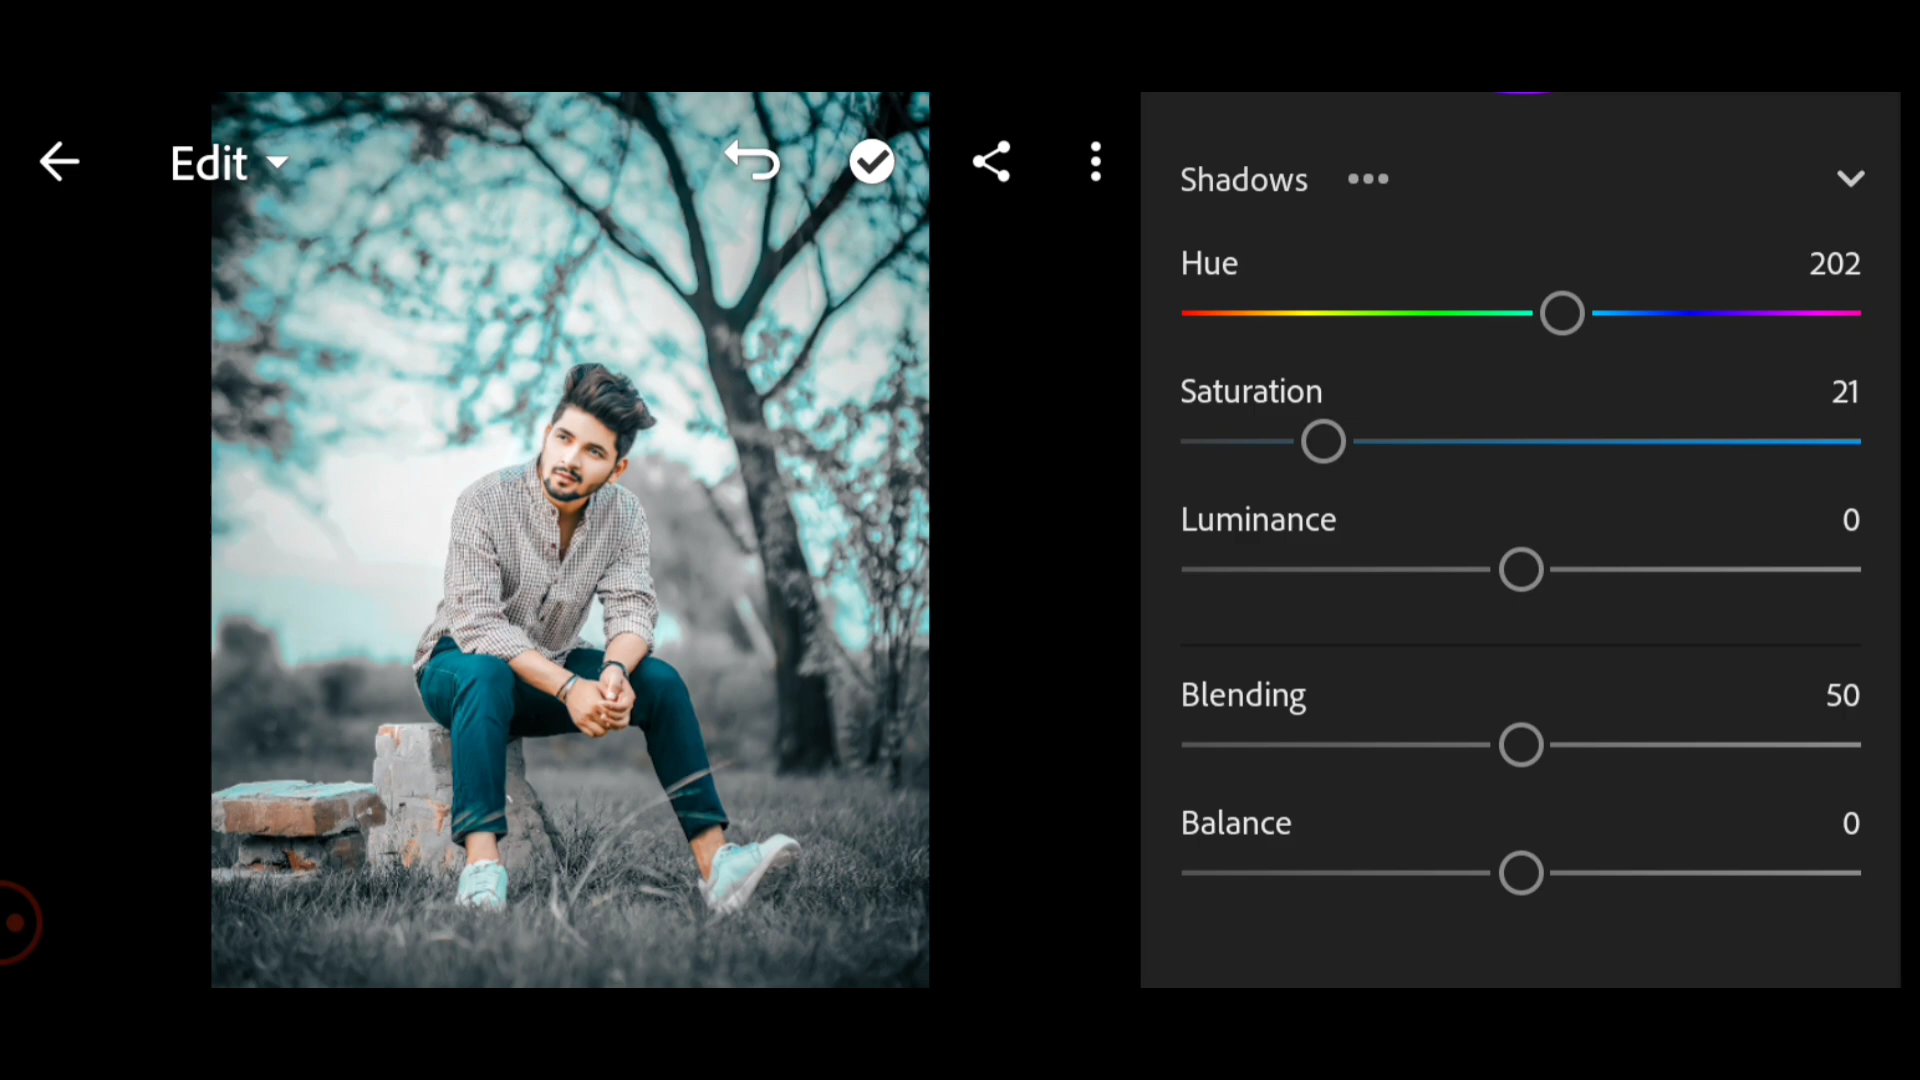 Edit
Shadows
Hue 202
Saturation 21
Luminance 0
Blending 50
Balance 0